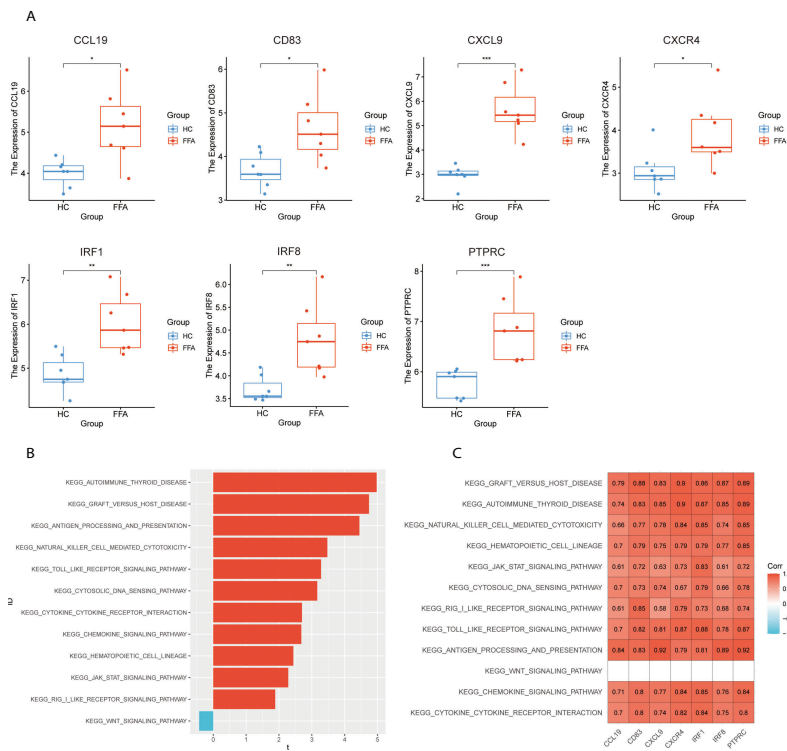 A
CCL19
*
The Expression of CCL19
6
5
4
HC
FFA
Group
Group
HC
FFA
CD83
*
The Expression of CD83
6
5
4
3
HC
FFA
Group
Group
HC
FFA
CXCL9
***
The Expression of CXCL9
7
6
5
4
3
2
HC
FFA
Group
Group
HC
FFA
CXCR4
*
The Expression of CXCR4
5
4
3
HC
FFA
Group
Group
HC
FFA
IRF1
**
The Expression of IRF1
7
6
5
HC
FFA
Group
Group
HC
FFA
IRF8
**
The Expression of IRF8
6.0
5.5
5.0
4.5
4.0
3.5
HC
FFA
Group
Group
HC
FFA
PTPRC
***
The Expression of PTPRC
8
7
6
HC
FFA
Group
Group
HC
FFA
B
ID
KEGG_AUTOIMMUNE_THYROID_DISEASE
KEGG_GRAFT_VERSUS_HOST_DISEASE
KEGG_ANTIGEN_PROCESSING_AND_PRESENTATION
KEGG_NATURAL_KILLER_CELL_MEDIATED_CYTOTOXICITY
KEGG_TOLL_LIKE_RECEPTOR_SIGNALING_PATHWAY
KEGG_CYTOSOLIC_DNA_SENSING_PATHWAY
KEGG_CYTOKINE_CYTOKINE_RECEPTOR_INTERACTION
KEGG_CHEMOKINE_SIGNALING_PATHWAY
KEGG_HEMATOPOIETIC_CELL_LINEAGE
KEGG_JAK_STAT_SIGNALING_PATHWAY
KEGG_RIG_I_LIKE_RECEPTOR_SIGNALING_PATHWAY
KEGG_WNT_SIGNALING_PATHWAY
0 1 2 3 4 5
t
C
KEGG_GRAFT_VERSUS_HOST_DISEASE 0.79 0.88 0.83 0.9 0.86 0.87 0.89
KEGG_AUTOIMMUNE_THYROID_DISEASE 0.74 0.83 0.85 0.9 0.87 0.85 0.89
KEGG_NATURAL_KILLER_CELL_MEDIATED_CYTOTOXICITY 0.66 0.77 0.78 0.84 0.85 0.74 0.85
KEGG_HEMATOPOIETIC_CELL_LINEAGE 0.7 0.79 0.75 0.79 0.79 0.77 0.85
KEGG_JAK_STAT_SIGNALING_PATHWAY 0.61 0.72 0.63 0.73 0.83 0.61 0.72
KEGG_CYTOSOLIC_DNA_SENSING_PATHWAY 0.7 0.73 0.74 0.67 0.79 0.66 0.78
KEGG_RIG_I_LIKE_RECEPTOR_SIGNALING_PATHWAY 0.61 0.85 0.58 0.79 0.73 0.68 0.74
KEGG_TOLL_LIKE_RECEPTOR_SIGNALING_PATHWAY 0.7 0.82 0.81 0.87 0.88 0.78 0.87
KEGG_ANTIGEN_PROCESSING_AND_PRESENTATION 0.84 0.83 0.92 0.79 0.81 0.89 0.92
KEGG_WNT_SIGNALING_PATHWAY
KEGG_CHEMOKINE_SIGNALING_PATHWAY 0.71 0.8 0.77 0.84 0.85 0.76 0.84
KEGG_CYTOKINE_CYTOKINE_RECEPTOR_INTERACTION 0.7 0.8 0.74 0.82 0.84 0.75 0.8
CCL19 CD83 CXCL9 CXCR4 IRF1 IRF8 PTPRC
Corr